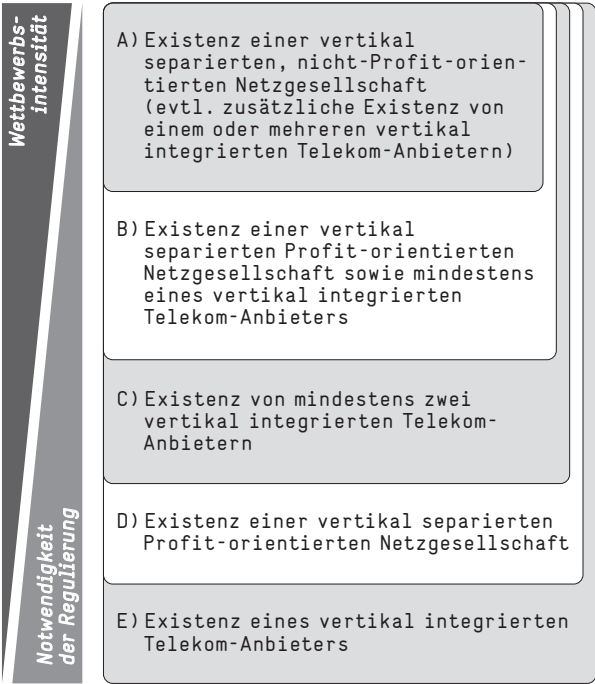 Wettbewerbs-
intensität
A) Existenz einer vertikal
separierten, nicht-Profit-orien-
tierten Netzgesellschaft
(evtl. zusätzliche Existenz von
einem oder mehreren vertikal
integrierten Telekom-Anbietern)
B) Existenz einer vertikal
separierten Profit-orientierten
Netzgesellschaft sowie mindestens
eines vertikal integrierten
Telekom-Anbieters
C) Existenz von mindestens zwei
vertikal integrierten Telekom-
Anbietern
D) Existenz einer vertikal separierten
Profit-orientierten Netzgesellschaft
E) Existenz eines vertikal integrierten
Telekom-Anbieters
Notwendigkeit
der Regulierung